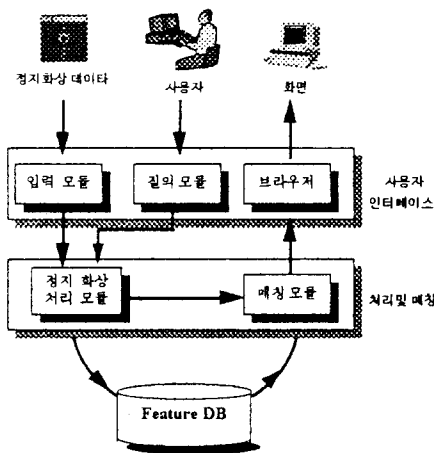 정지화상 데이타
사용자
화면
입력 모듈
질의 모듈
브라우저
사용자
인터페이스
정지 화상
처리 모듈
매칭 모듈
처리및 매칭
Feature DB